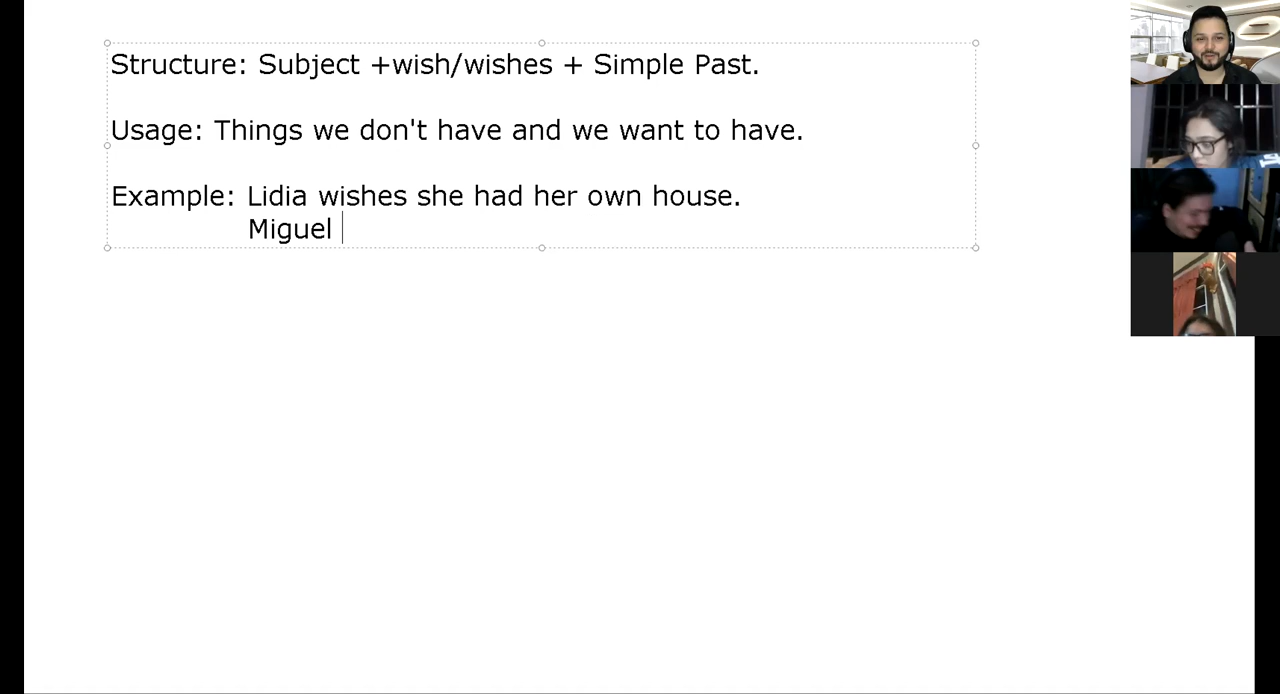 Structure: Subject +wish/wishes + Simple Past.
Usage: Things we don't have and we want to have.
Example: Lidia wishes she had her own house.
Miguel